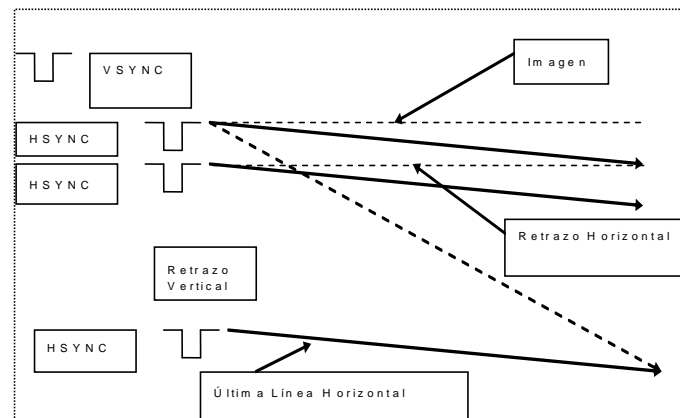 VSYNC
Imagen
HSYNC
HSYNC
Retrazo Horizontal
Retrazo
Vertical
HSYNC
Última Línea Horizontal